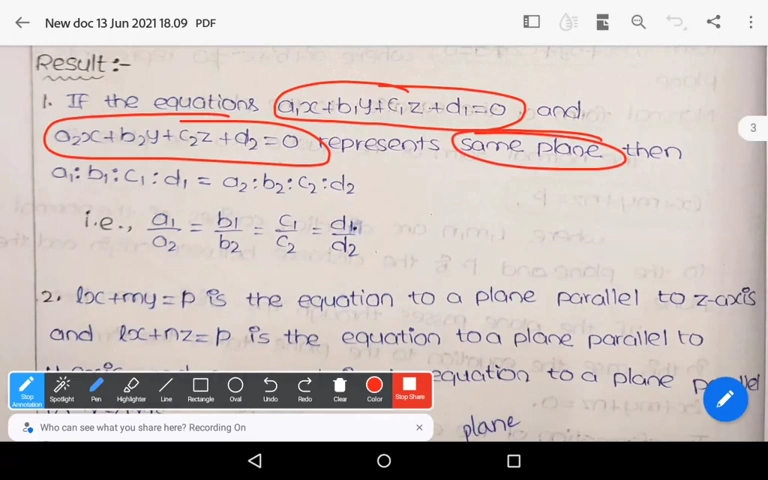 New doc 13 Jun 2021 18.09 PDF
Result :-
1. If the equations a₁x+b₁y+c₁z+d₁=0 and
a₂x+b₂y+c₂z+d₂=0 represents same plane then
a₁:b₁:c₁:d₁ = a₂:b₂:c₂:d₂
i.e., a₁/a₂ = b₁/b₂ = c₁/c₂ = d₁/d₂
3
2. lx+my=p is the equation to a plane parallel to z-axis
and lx+nz=p is the equation to a plane parallel to
equation to a plane parallel
Stop Annotation Spotlight Pen Highlighter Line Rectangle Oval Undo Redo Clear Color Stop Share
Who can see what you share here? Recording On
plane